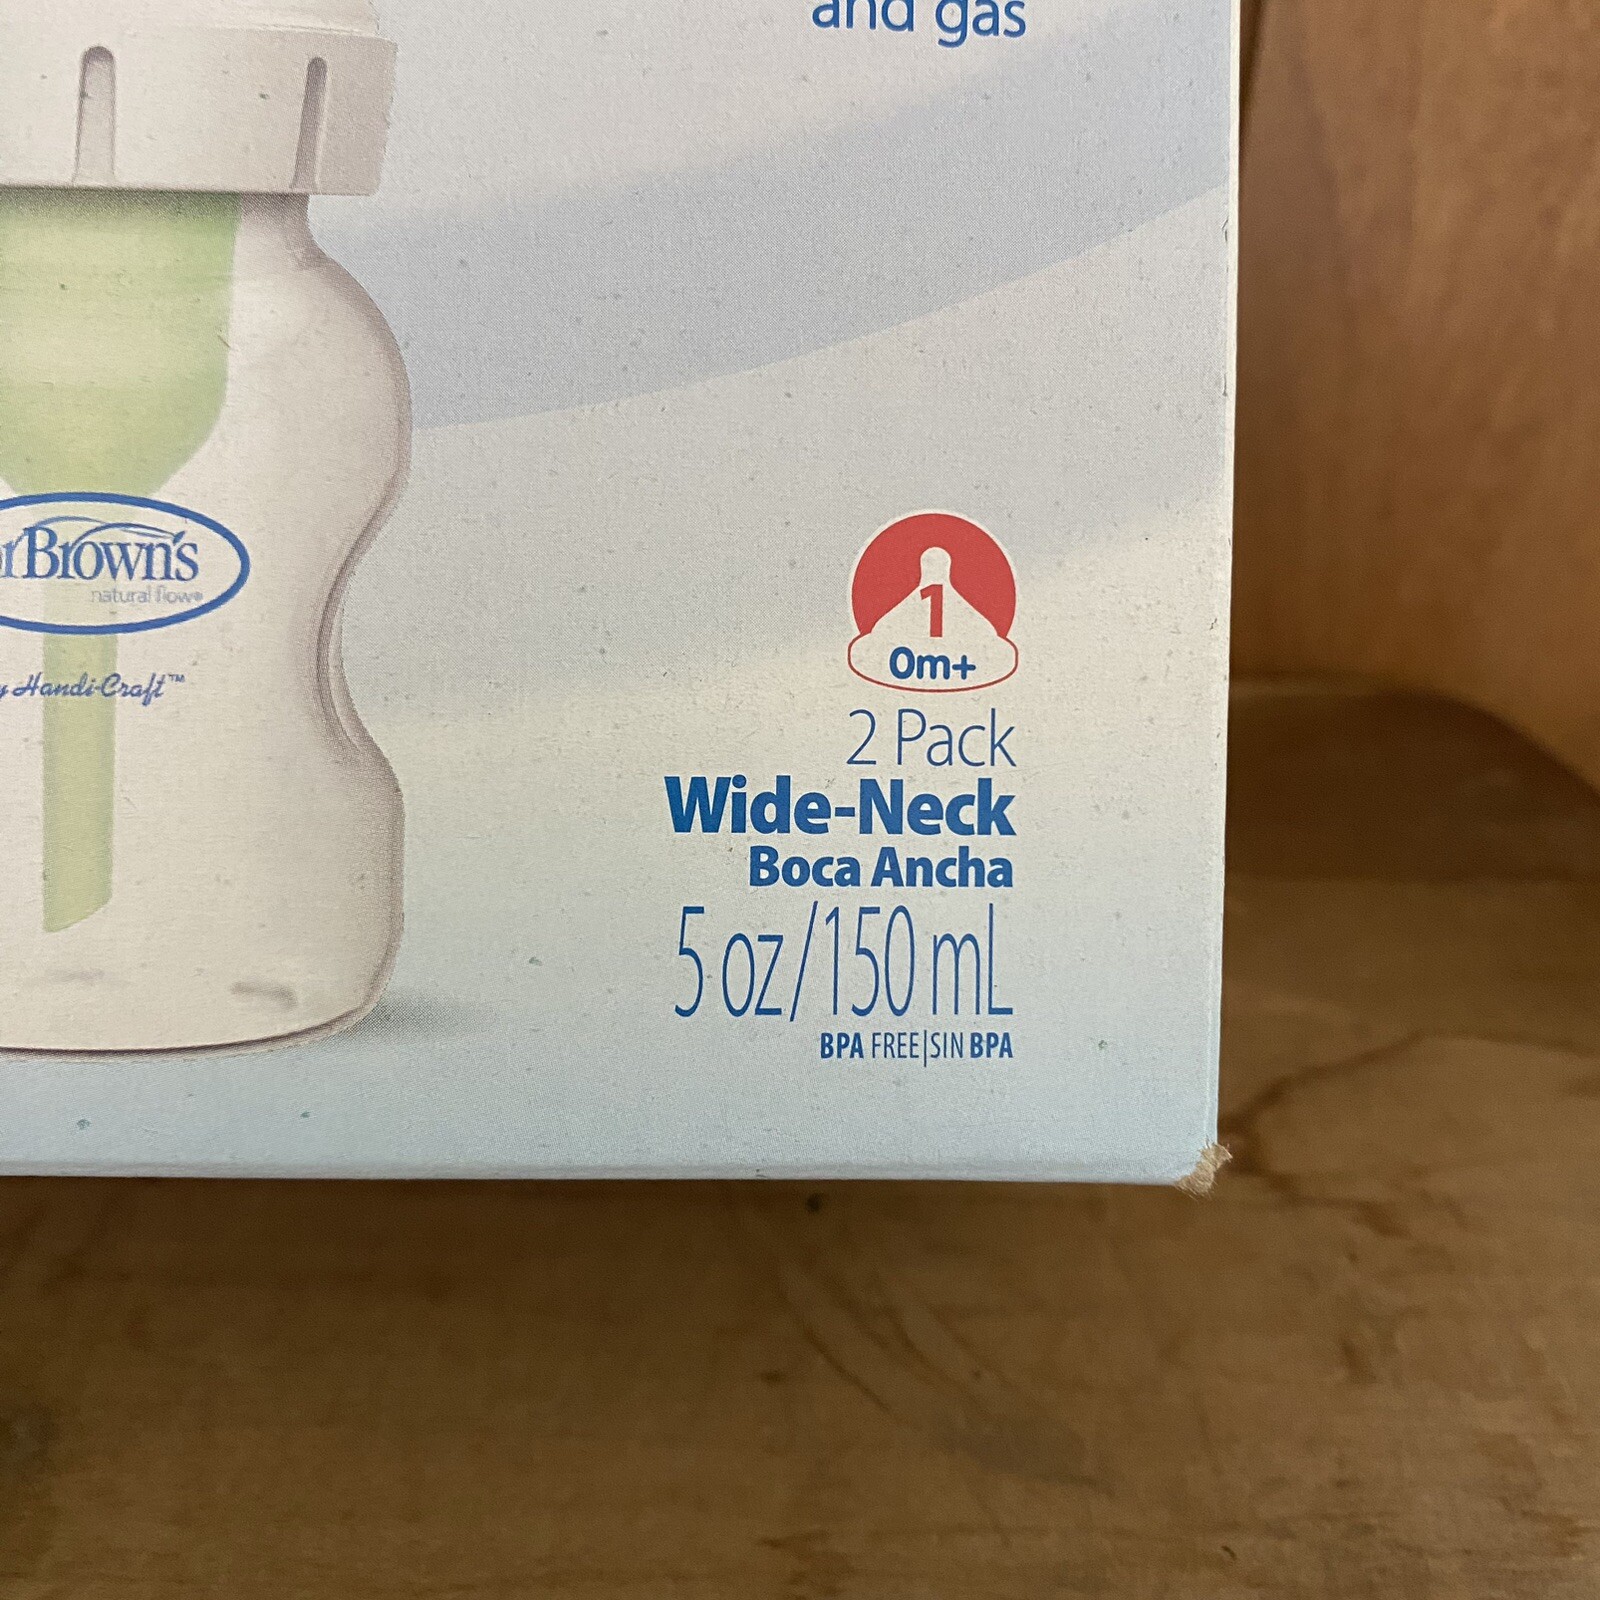 and gas
rBrown's
natural flow®
Handi-Craft™
1
0m+
2 Pack
Wide-Neck
Boca Ancha
5 oz/150 mL
BPA FREE|SIN BPA